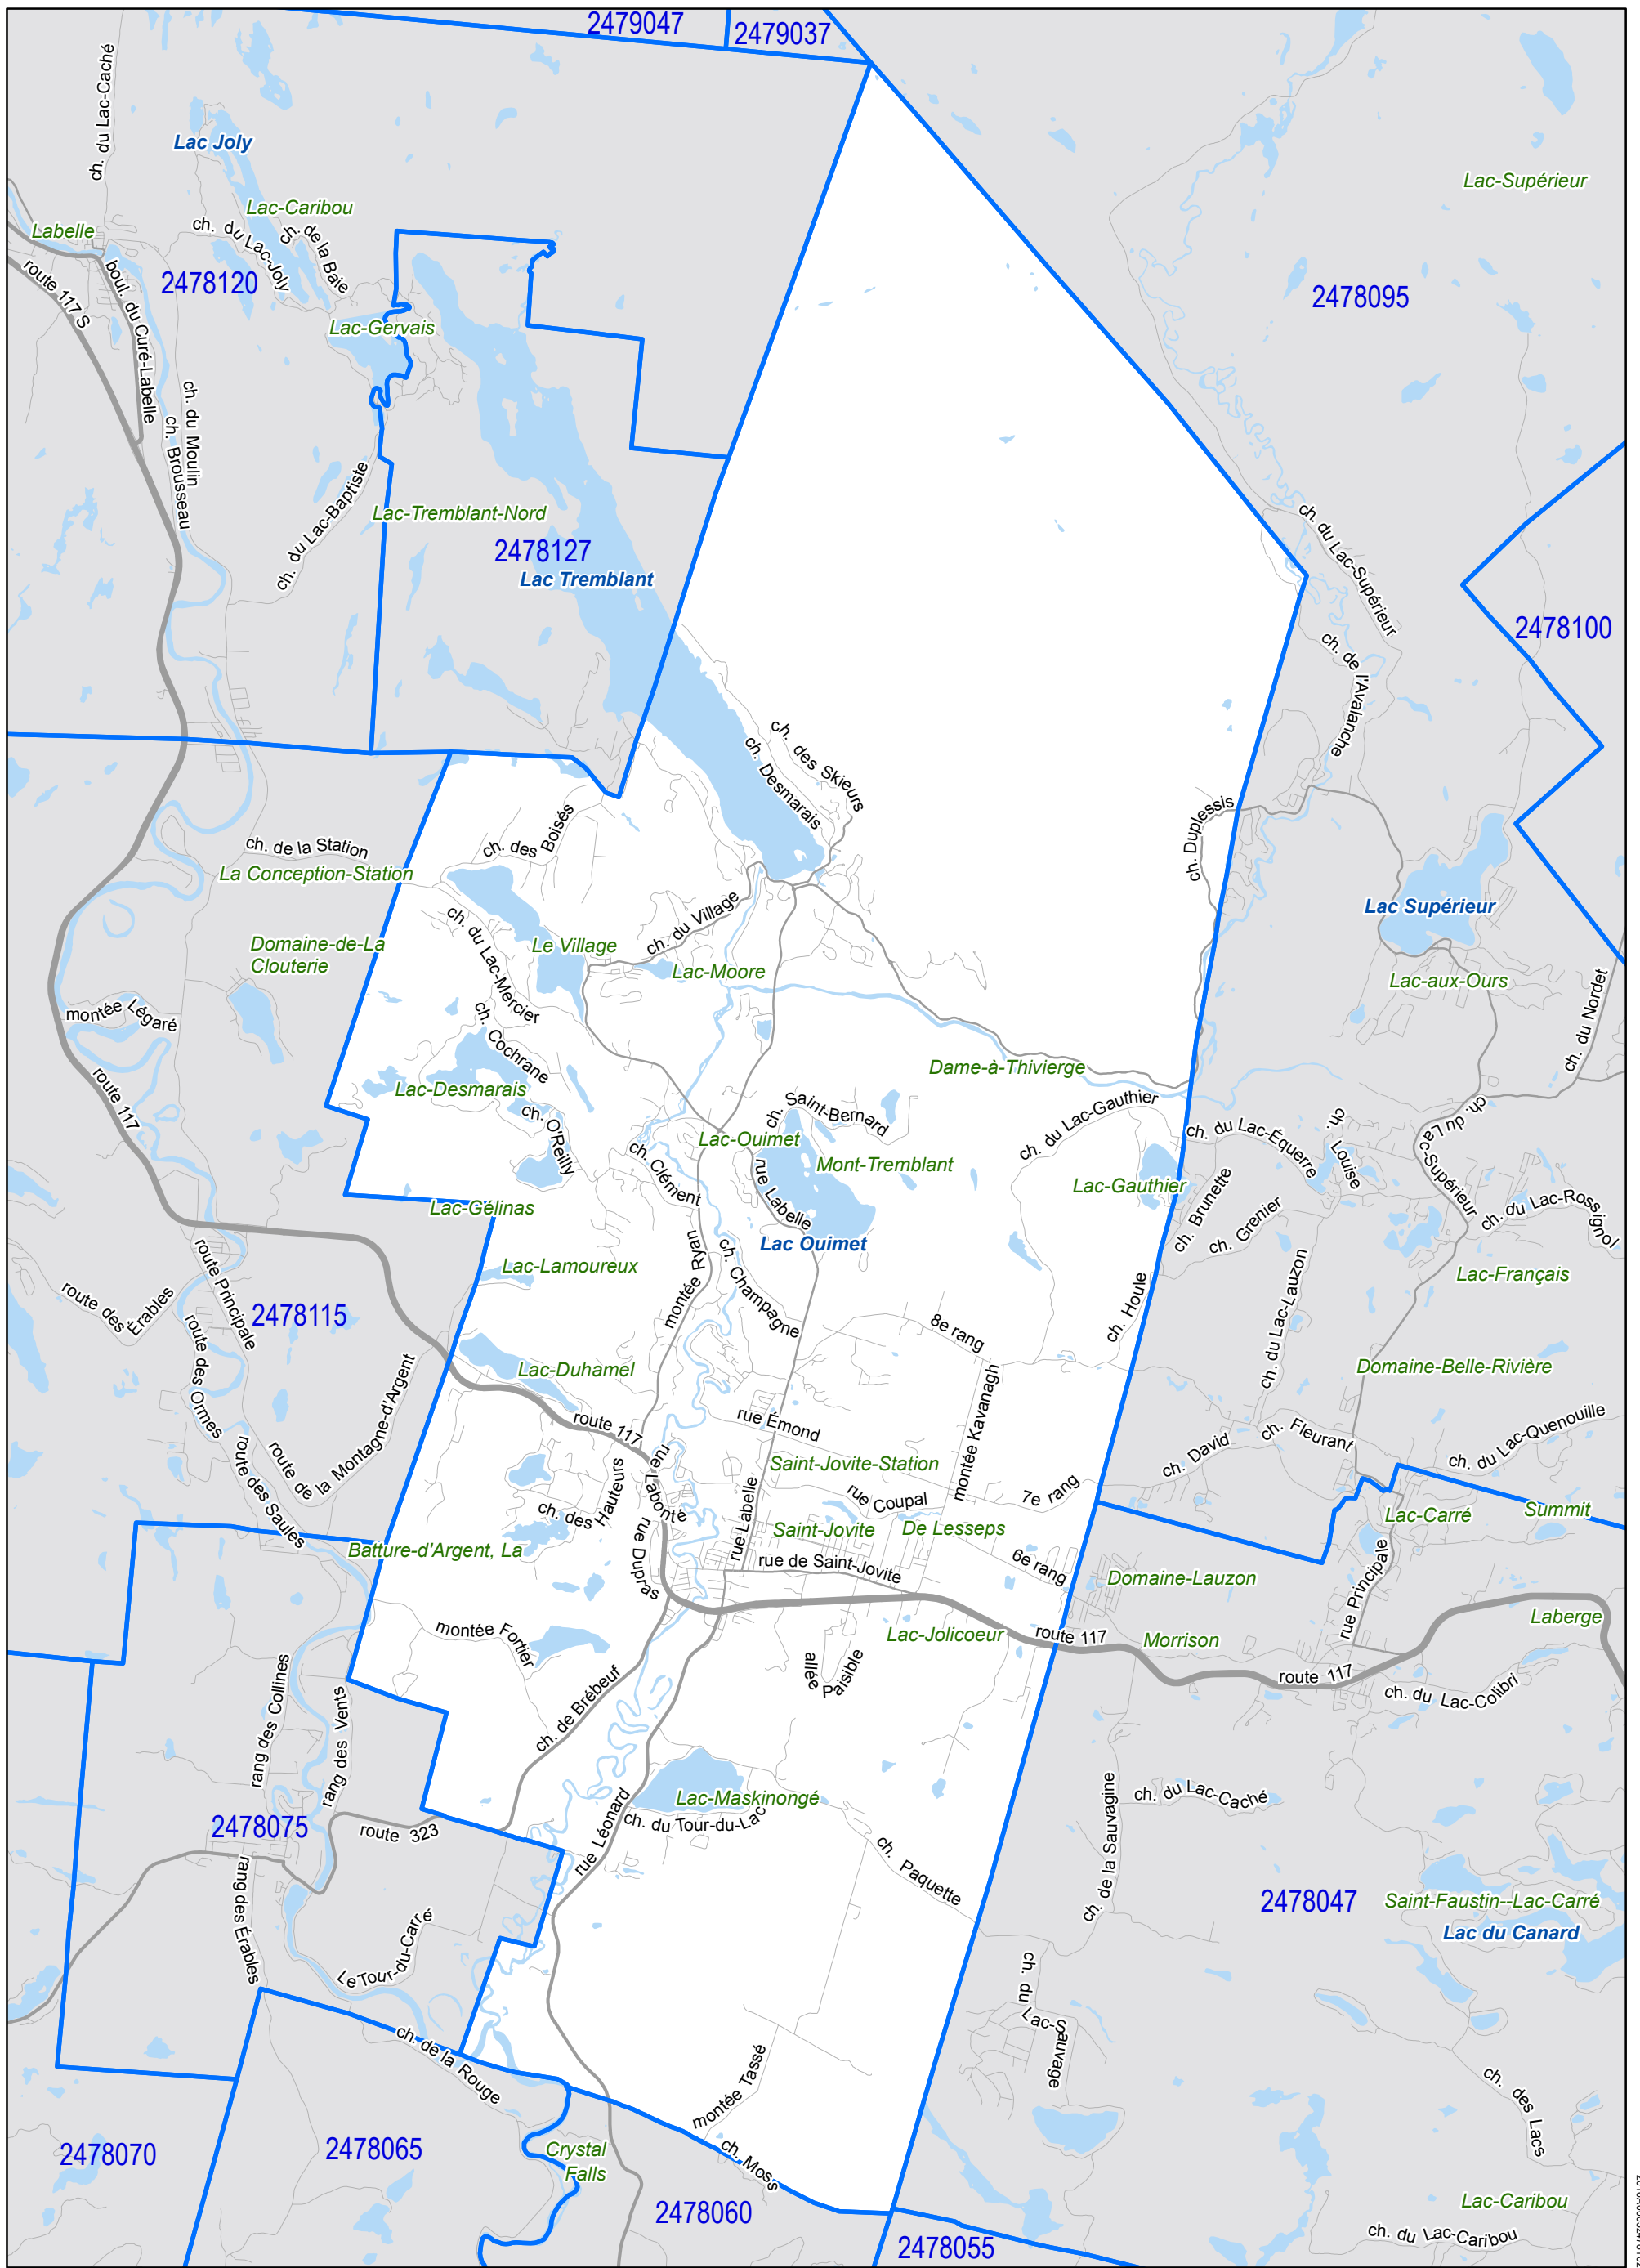 2479047
2479037
ch. du Lac-Caché
Lac Joly
Lac-Supérieur
Lac-Caribou
Labelle
ch. du Lac-Joly
ch. de la Baie
2478120
2478095
route 117 S
boul. du Curé-Labelle
Lac-Gervais
ch. du Moulin
ch. Brousseau
ch. du Lac-Baptiste
Lac-Tremblant-Nord
2478127
Lac Tremblant
ch. du Lac-Supérieur
2478100
ch. de l'Avalanche
ch. des Skieurs
ch. Desmarais
ch. Duplessis
ch. des Boisés
ch. de la Station
La Conception-Station
ch. du Village
Lac Supérieur
ch. du Lac-Mercier
Le Village
Domaine-de-La
Clouterie
Lac-Moore
Lac-aux-Ours
montée Légaré
ch. du Nordet
ch. Cochrane
Dame-à-Thivierge
route 117
Lac-Desmarais
ch. O'Reilly
ch. Saint-Bernard
ch. du Lac-Gauthier
ch. du Lac-Supérieur
Lac-Ouimet
ch. du Lac-Équerre
ch. Louise
ch. Clément
Mont-Tremblant
rue Labelle
Lac-Gauthier
ch. Brunette
Lac-Gélinas
ch. Grenier
ch. du Lac-Rossignol
Lac Ouimet
montée Ryan
ch. Champagne
Lac-Lamoureux
Lac-Français
route Principale
route des Érables
2478115
ch. Houle
ch. du Lac-Lauzon
8e rang
route des Ormes
Lac-Duhamel
Domaine-Belle-Rivière
route de la Montagne-d'Argent
montée Kavanagh
route 117
rue Émond
ch. Fleurant
ch. du Lac-Quenouille
ch. David
Saint-Jovite-Station
rue Labonté
route des Saules
ch. des Hauteurs
rue Labelle
rue Coupal
7e rang
Summit
Lac-Carré
Saint-Jovite
De Lesseps
Batture-d'Argent, La
rue Dupras
rue de Saint-Jovite
6e rang
Domaine-Lauzon
rue Principale
Laberge
montée Fortier
Lac-Jolicoeur
route 117
Morrison
allée Paisible
route 117
ch. du Lac-Colibri
rang des Collines
rang des Vents
ch. de Brébeuf
Lac-Maskinongé
ch. du Tour-du-Lac
ch. de la Sauvagine
ch. du Lac-Caché
2478075
route 323
rue Léonard
ch. Paquette
rang des Érables
2478047
Saint-Faustin--Lac-Carré
Lac du Canard
Le Tour-du-Carré
ch. du Lac-Sauvage
ch. de la Rouge
montée Tassé
ch. des Lacs
2478070
2478065
Crystal
Falls
ch. Moss
2478060
Lac-Caribou
ch. du Lac-Caribou
2478055